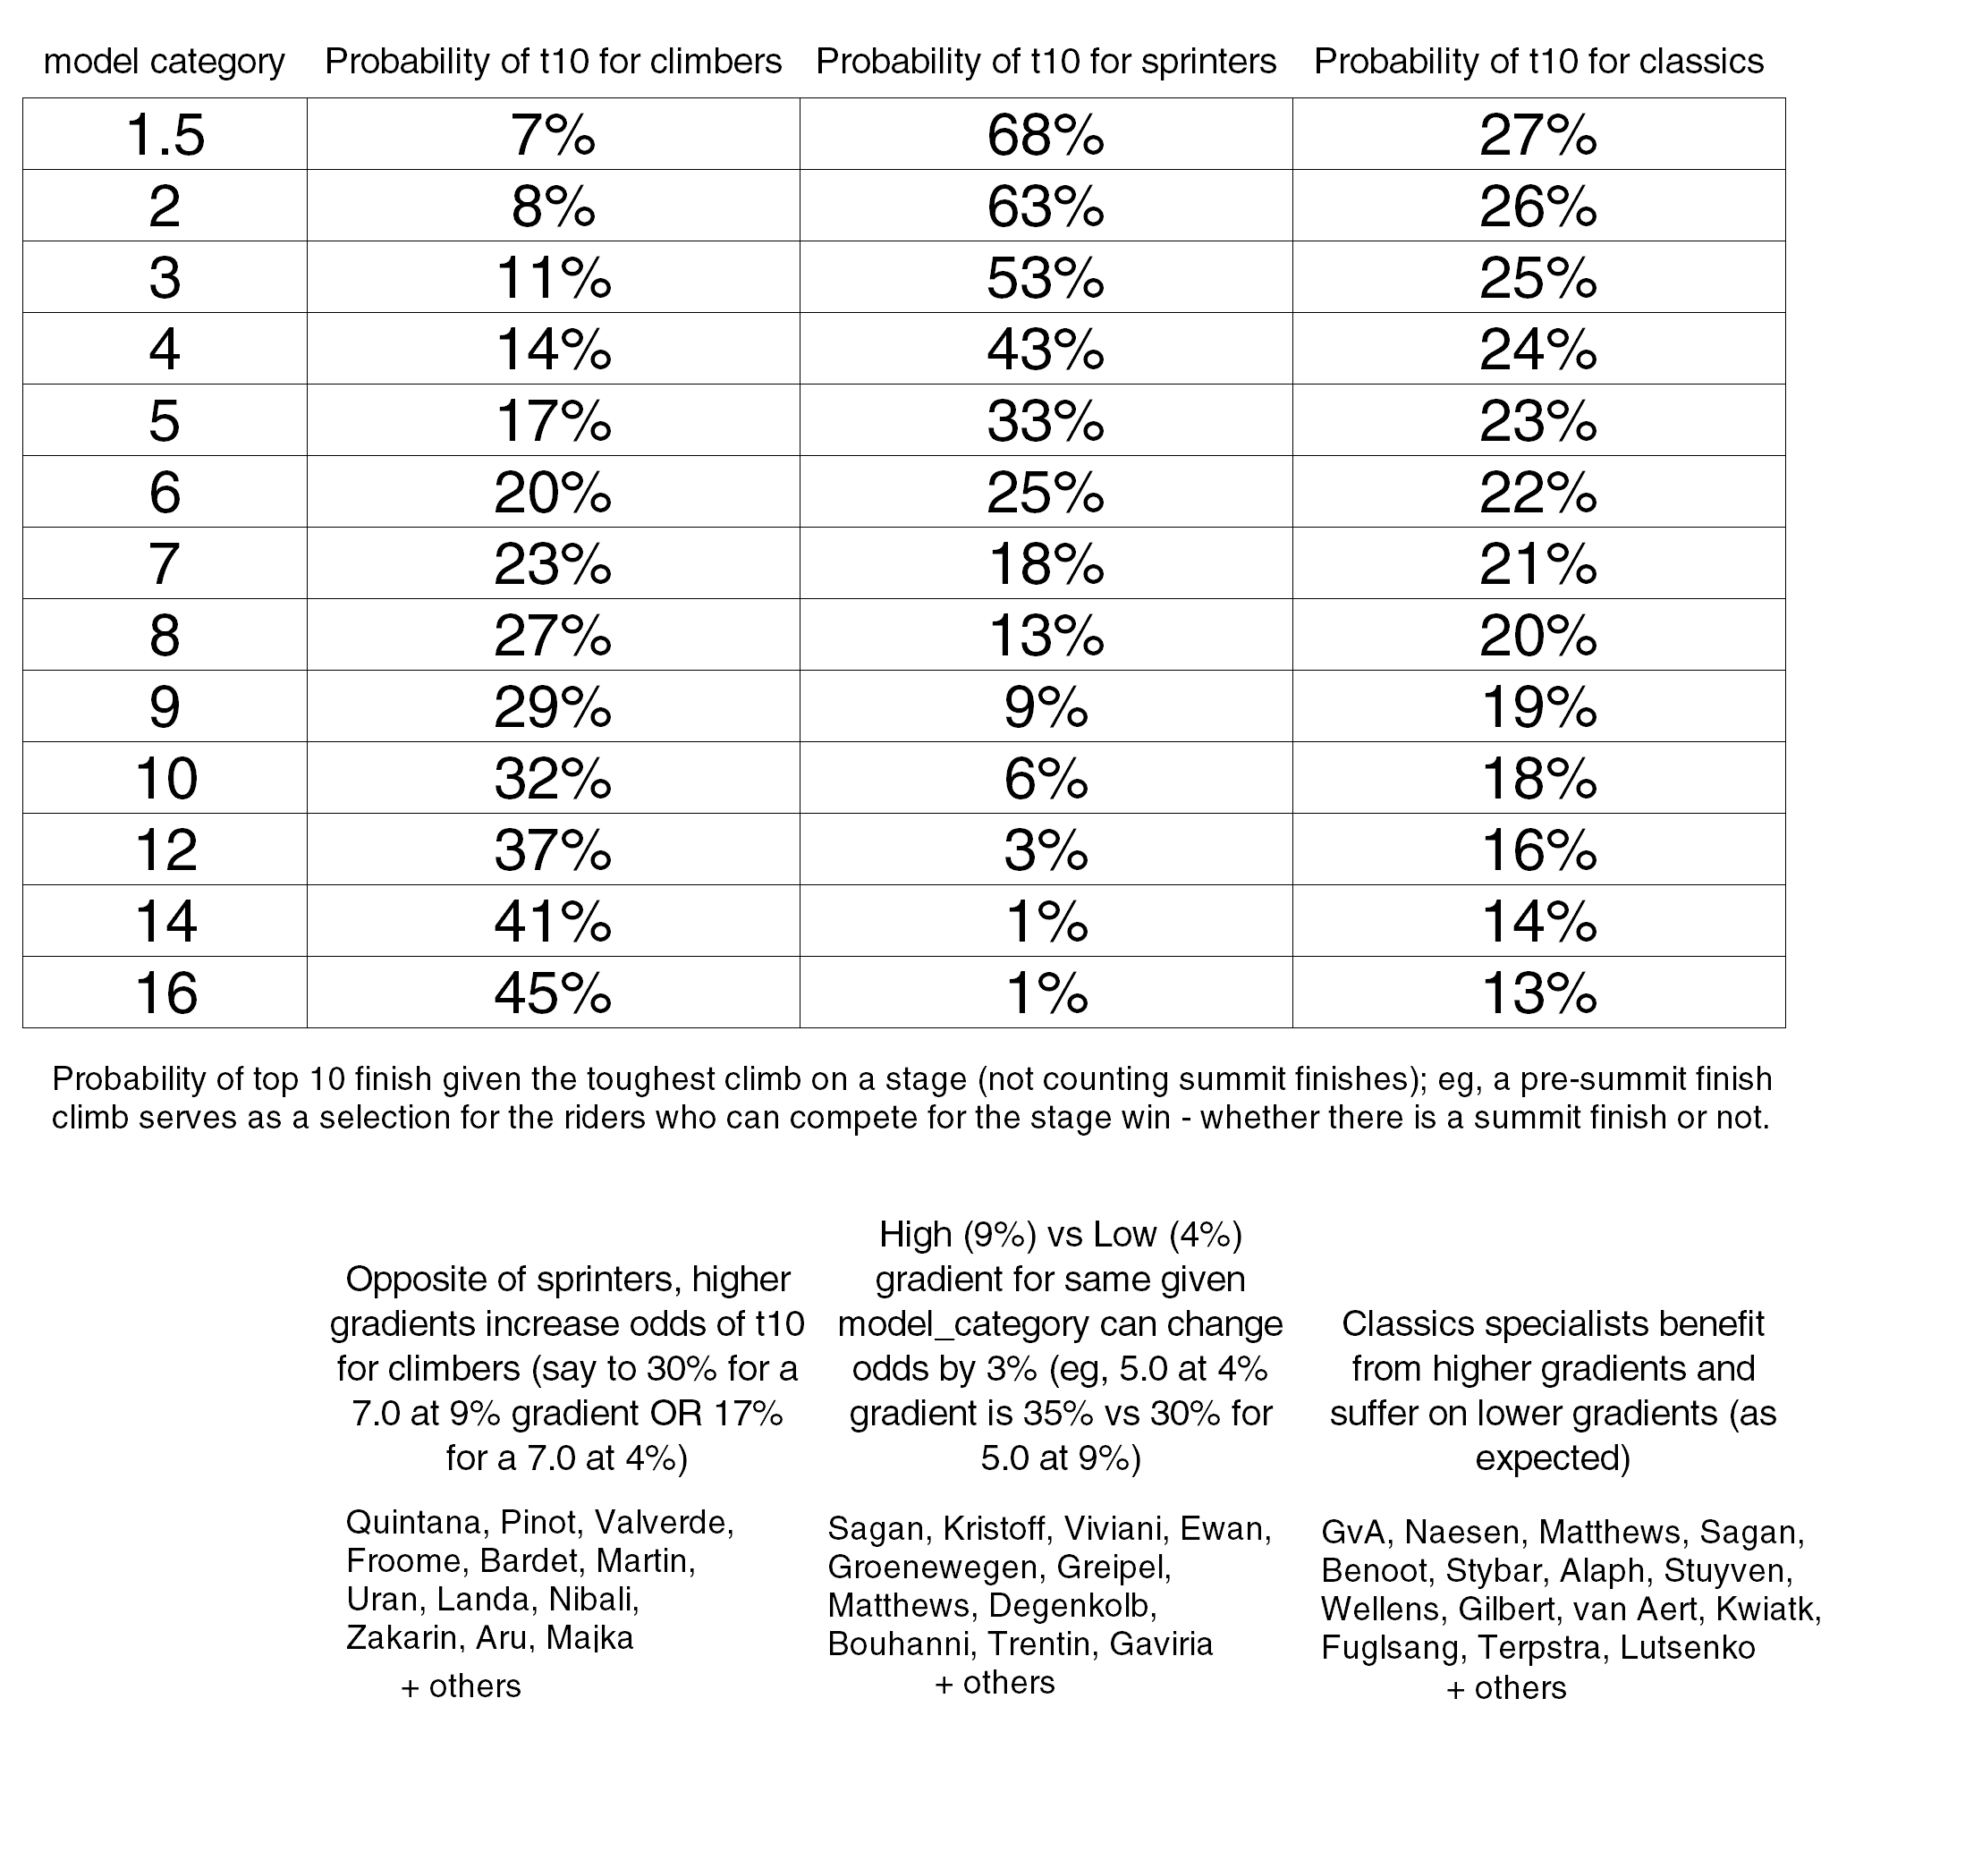 model category Probability of t10 for climbers Probability of t10 for sprinters Probability of t10 for classics
1.5 7% 68% 27%
2 8% 63% 26%
3 11% 53% 25%
4 14% 43% 24%
5 17% 33% 23%
6 20% 25% 22%
7 23% 18% 21%
8 27% 13% 20%
9 29% 9% 19%
10 32% 6% 18%
12 37% 3% 16%
14 41% 1% 14%
16 45% 1% 13%
Probability of top 10 finish given the toughest climb on a stage (not counting summit finishes); eg, a pre-summit finish
climb serves as a selection for the riders who can compete for the stage win - whether there is a summit finish or not.
Opposite of sprinters, higher
gradients increase odds of t10
for climbers (say to 30% for a
7.0 at 9% gradient OR 17%
for a 7.0 at 4%)
Quintana, Pinot, Valverde,
Froome, Bardet, Martin,
Uran, Landa, Nibali,
Zakarin, Aru, Majka
+ others
High (9%) vs Low (4%)
gradient for same given
model_category can change
odds by 3% (eg, 5.0 at 4%
gradient is 35% vs 30% for
5.0 at 9%)
Sagan, Kristoff, Viviani, Ewan,
Groenewegen, Greipel,
Matthews, Degenkolb,
Bouhanni, Trentin, Gaviria
+ others
Classics specialists benefit
from higher gradients and
suffer on lower gradients (as
expected)
GvA, Naesen, Matthews, Sagan,
Benoot, Stybar, Alaph, Stuyven,
Wellens, Gilbert, van Aert, Kwiatk,
Fuglsang, Terpstra, Lutsenko
+ others